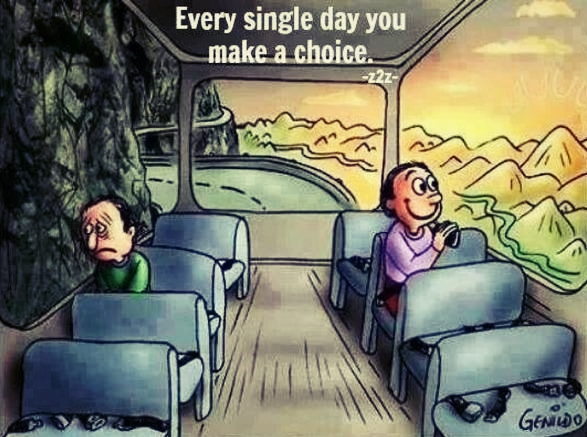 Every single day you
make a choice.
-z2z-
GENILDO